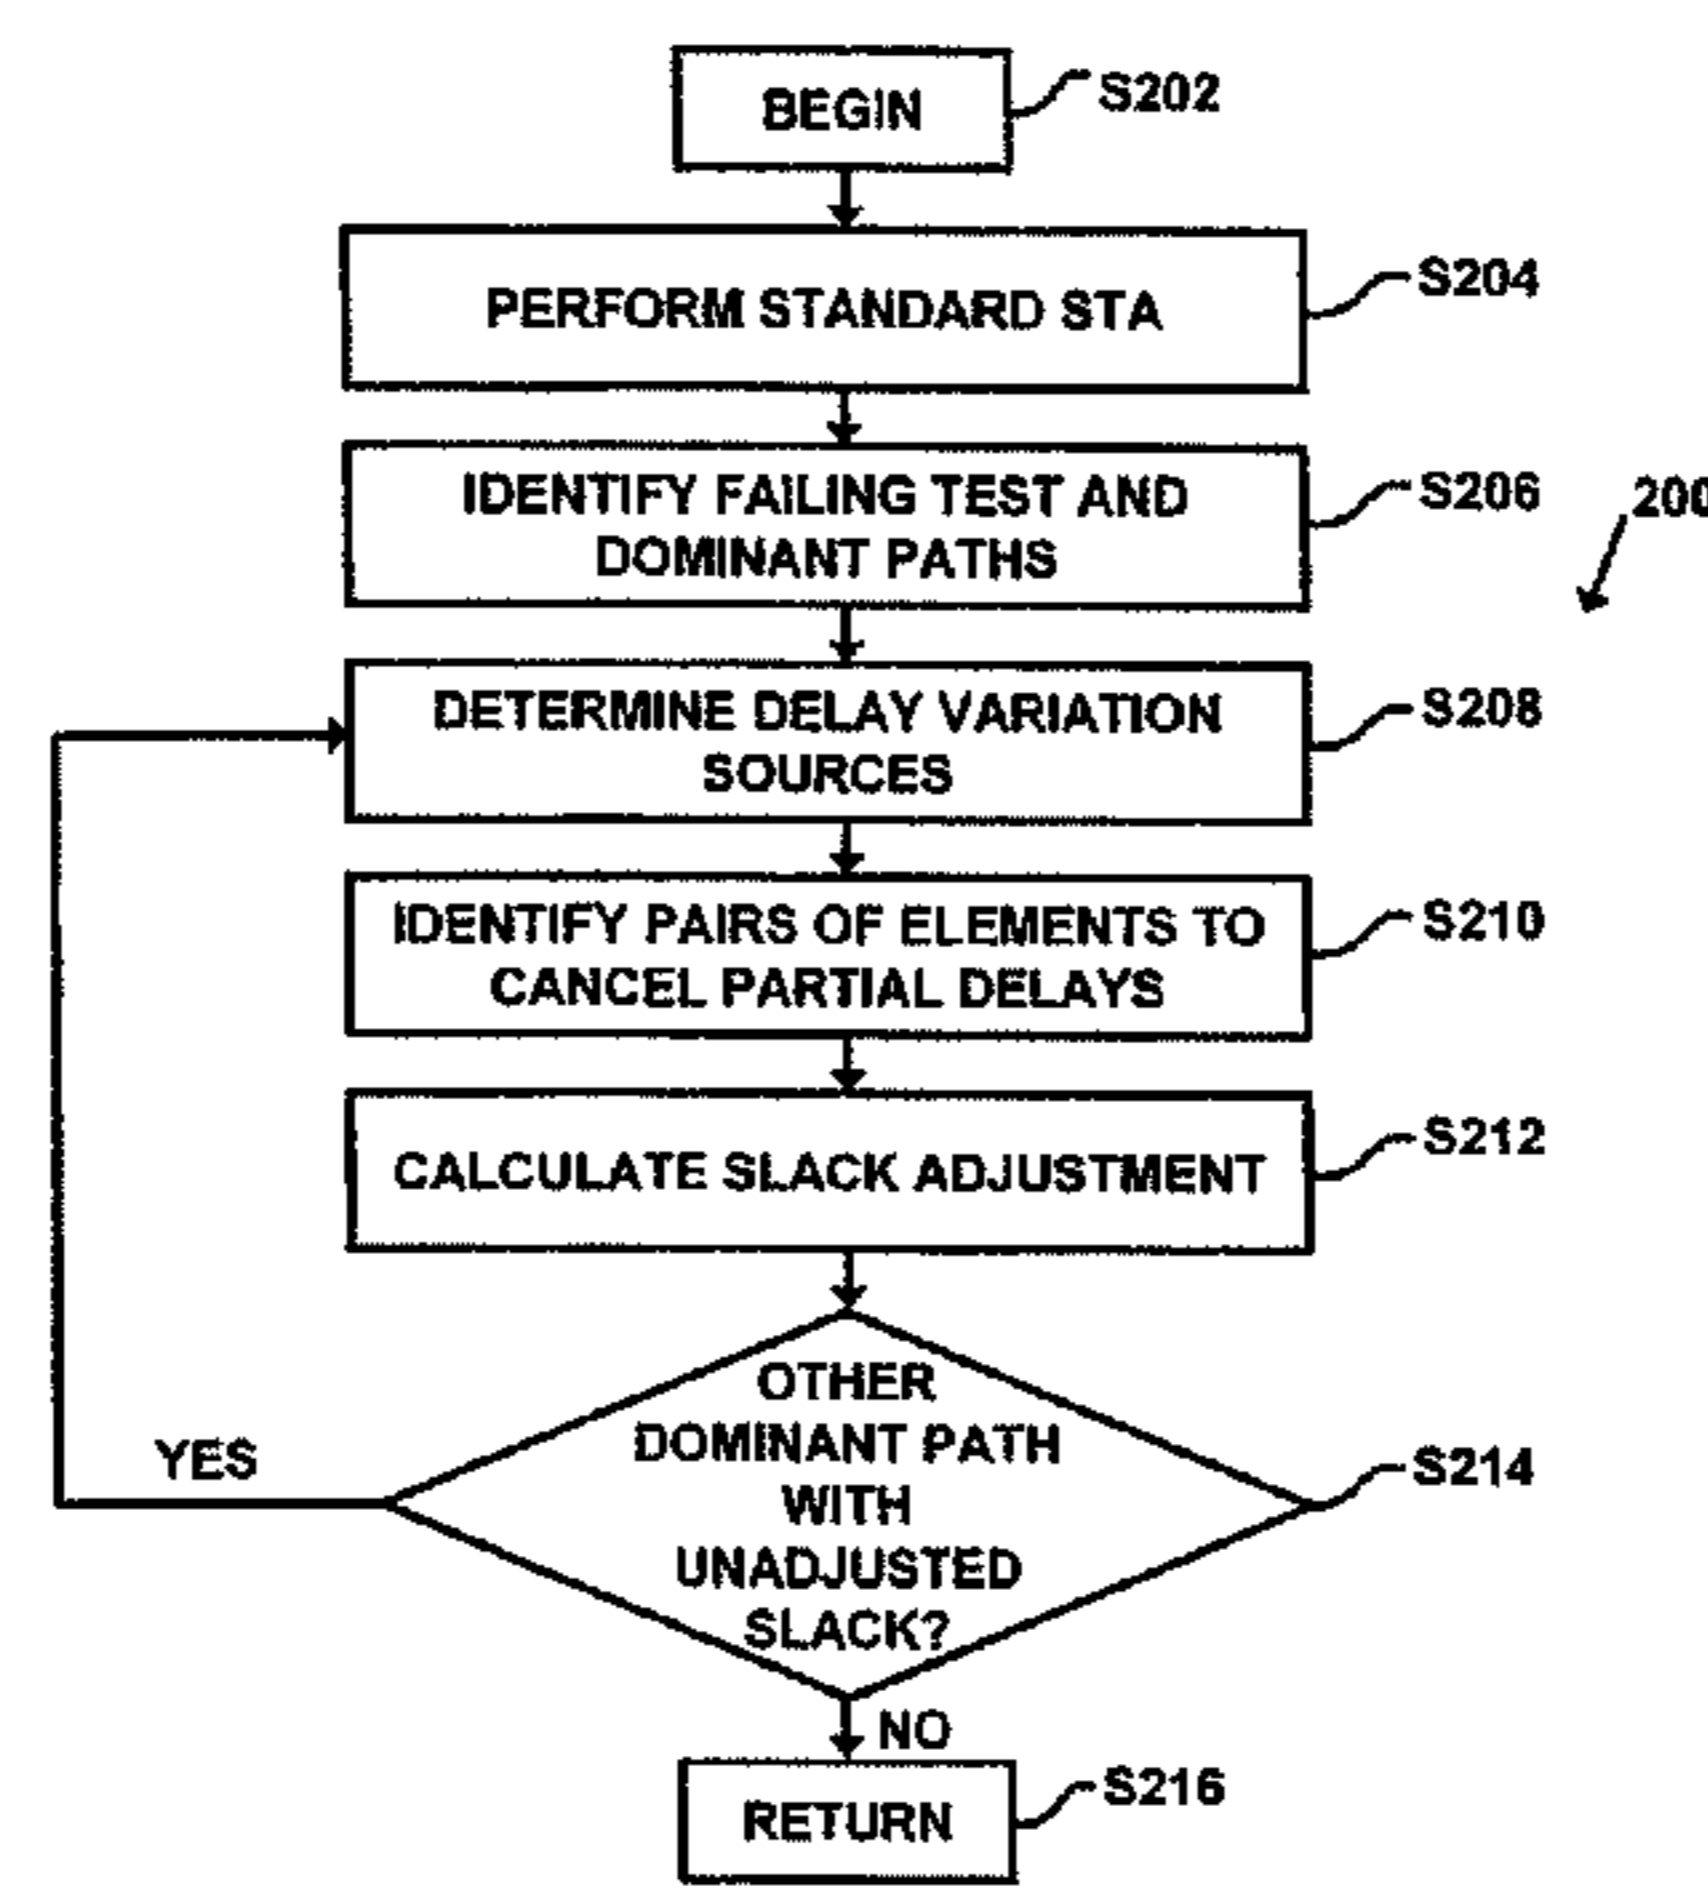 BEGIN
S202
PERFORM STANDARD STA
S204
IDENTIFY FAILING TEST AND
DOMINANT PATHS
S206
200
DETERMINE DELAY VARIATION
SOURCES
S208
IDENTIFY PAIRS OF ELEMENTS TO
CANCEL PARTIAL DELAYS
S210
CALCULATE SLACK ADJUSTMENT
S212
OTHER
DOMINANT PATH
WITH
UNADJUSTED
SLACK?
S214
YES
NO
RETURN
S216